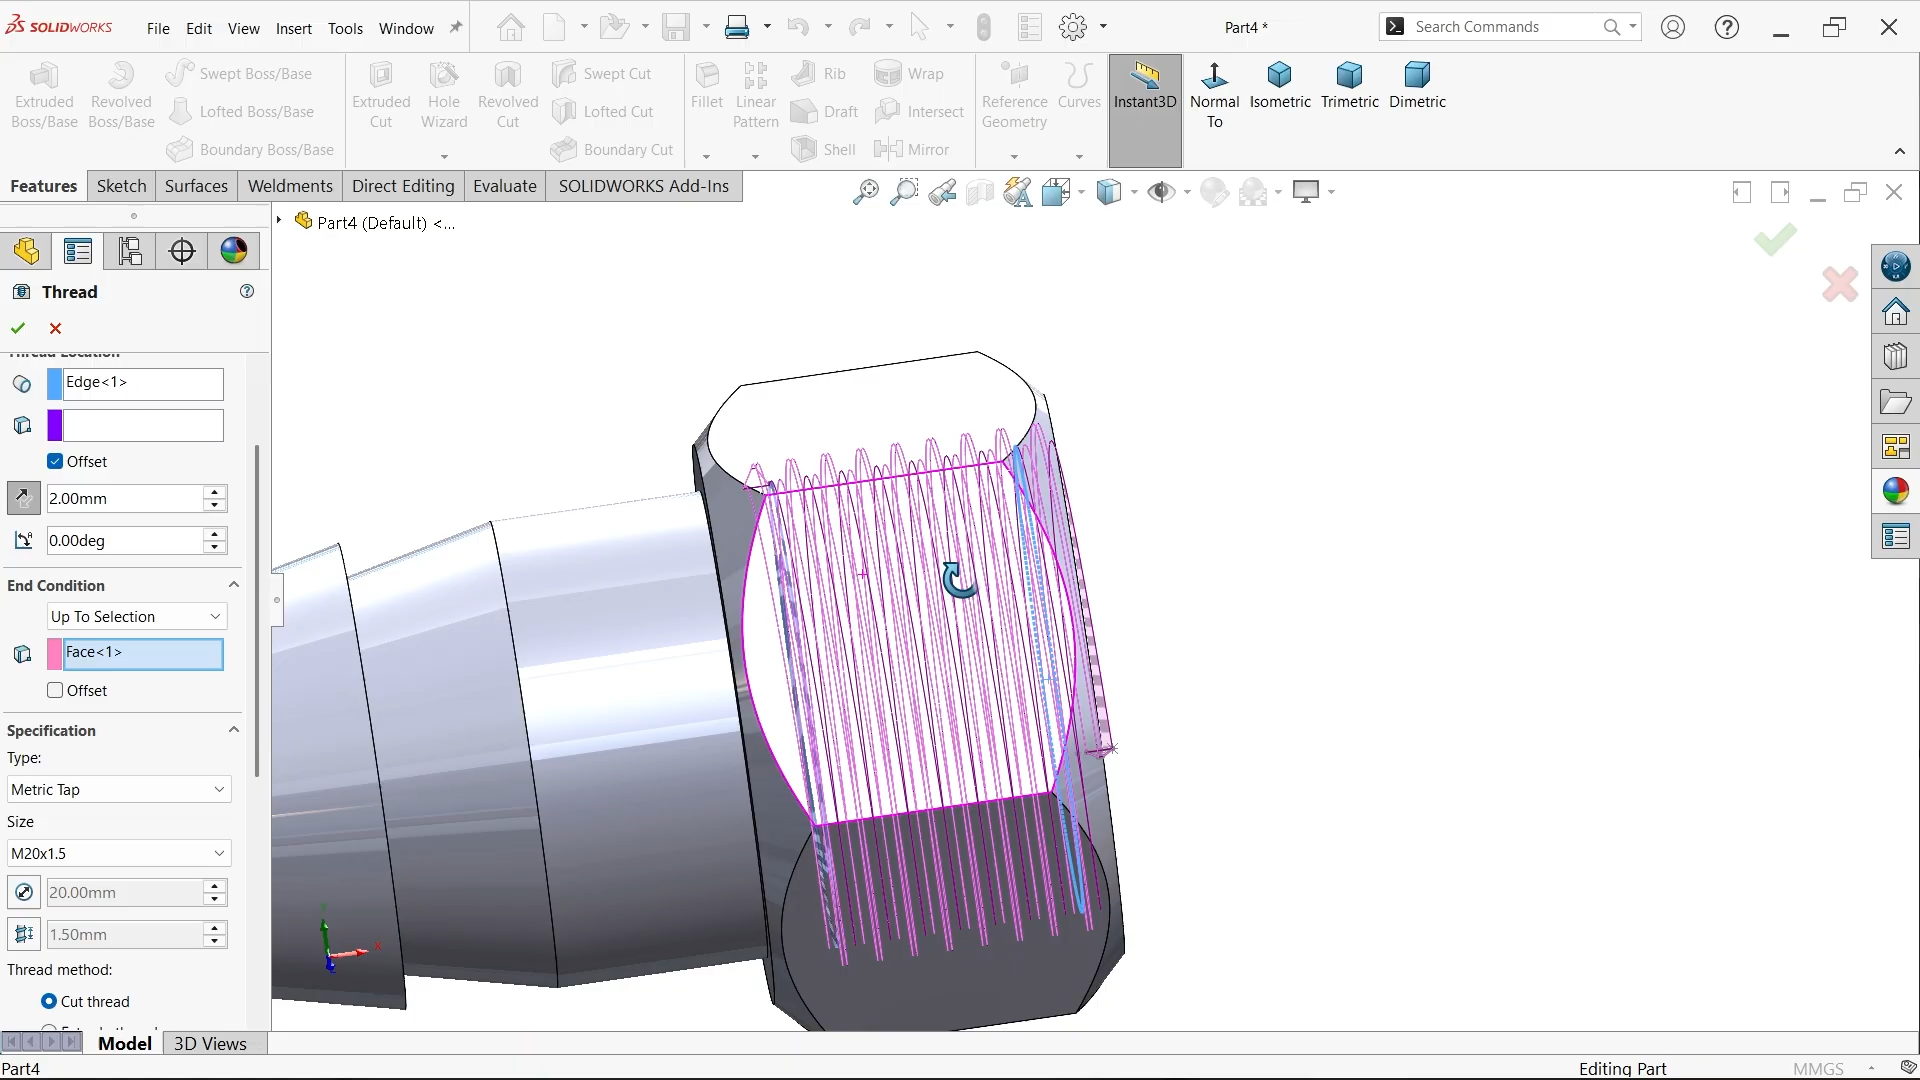 SOLIDWORKS
File Edit View Insert Tools Window
Part4 *
Search Commands
Extruded Boss/Base
Revolved Boss/Base
Swept Boss/Base
Lofted Boss/Base
Boundary Boss/Base
Extruded Cut
Hole Wizard
Revolved Cut
Swept Cut
Lofted Cut
Boundary Cut
Fillet
Linear Pattern
Rib
Draft
Shell
Wrap
Intersect
Mirror
Reference Geometry
Curves
Instant3D
Normal To
Isometric
Trimetric
Dimetric
Features Sketch Surfaces Weldments Direct Editing Evaluate SOLIDWORKS Add-Ins
Part4 (Default) <...
Thread
Thread Location
Edge<1>
Offset
2.00mm
0.00deg
End Condition
Up To Selection
Face<1>
Offset
Specification
Type:
Metric Tap
Size
M20x1.5
20.00mm
1.50mm
Thread method:
Cut thread
Model 3D Views
Part4
Editing Part
MMGS